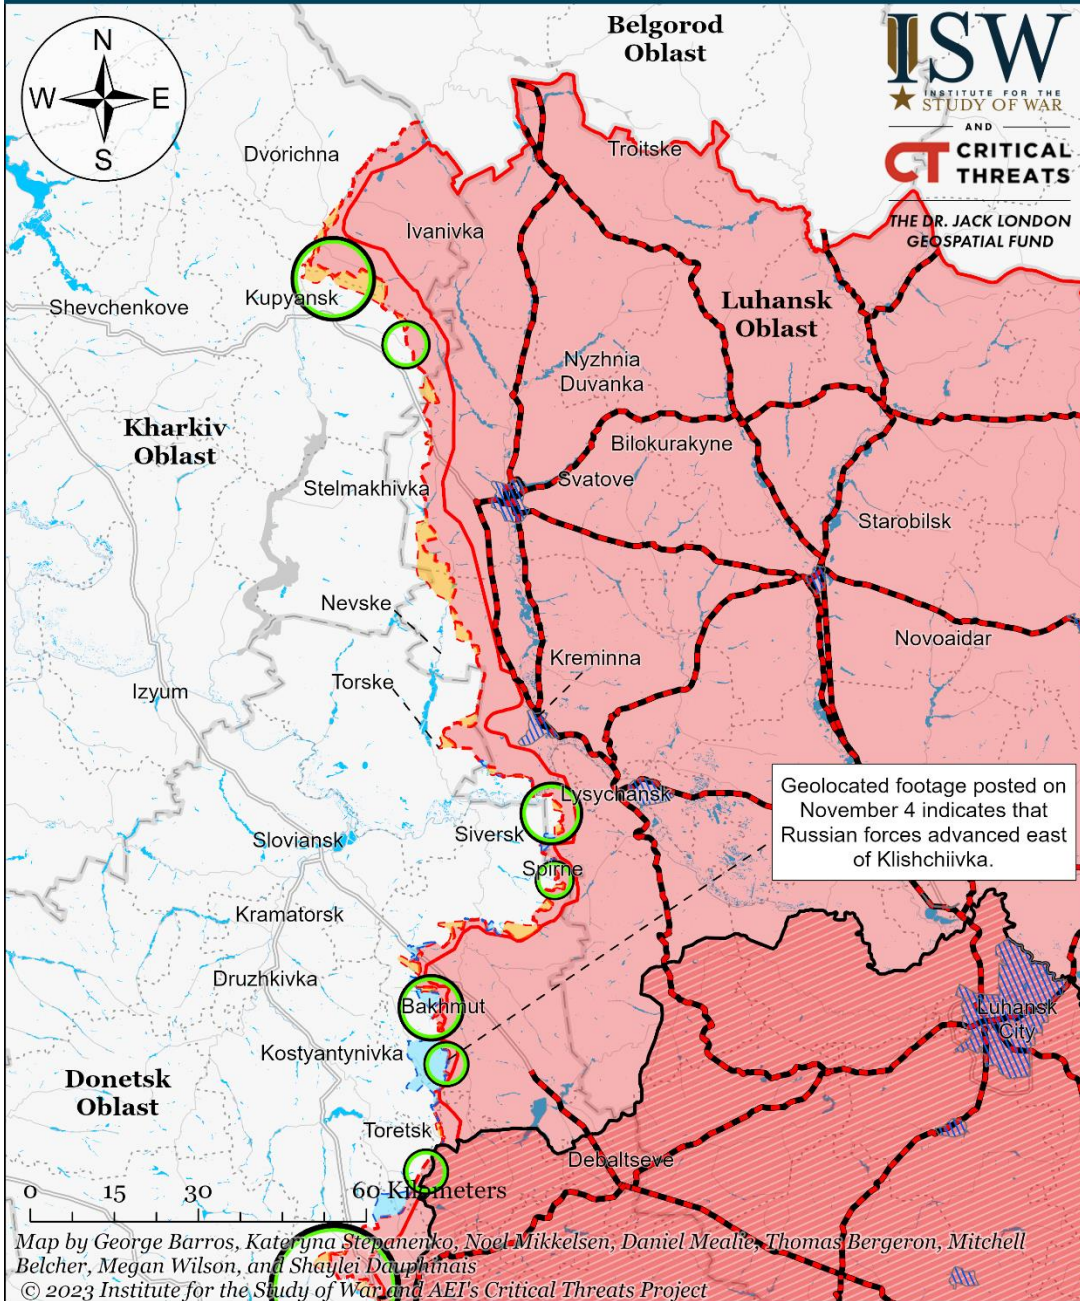 N
W
E
S
Belgorod
Oblast
ISW
INSTITUTE FOR THE
STUDY OF WAR
AND
CT CRITICAL
THREATS
THE DR. JACK LONDON
GEOSPATIAL FUND
Dvorichna
Troitske
Ivanivka
Kupyansk
Shevchenkove
Luhansk
Oblast
Nyzhnia
Duvanka
Kharkiv
Oblast
Bilokurakyne
Stelmakhivka
Svatove
Starobilsk
Nevske
Novoaidar
Kreminna
Torske
Izyum
Geolocated footage posted on
November 4 indicates that
Russian forces advanced east
of Klishchiivka.
Lysychansk
Siversk
Sloviansk
Spirne
Kramatorsk
Druzhkivka
Bakhmut
Luhansk
City
Kostyantynivka
Donetsk
Oblast
Toretsk
Debaltseve
0 15 30 60 Kilometers
Map by George Barros, Kateryna Stepanenko, Noel Mikkelsen, Daniel Mealie, Thomas Bergeron, Mitchell
Belcher, Megan Wilson, and Shaylei Dauphinais
© 2023 Institute for the Study of War and AEI's Critical Threats Project